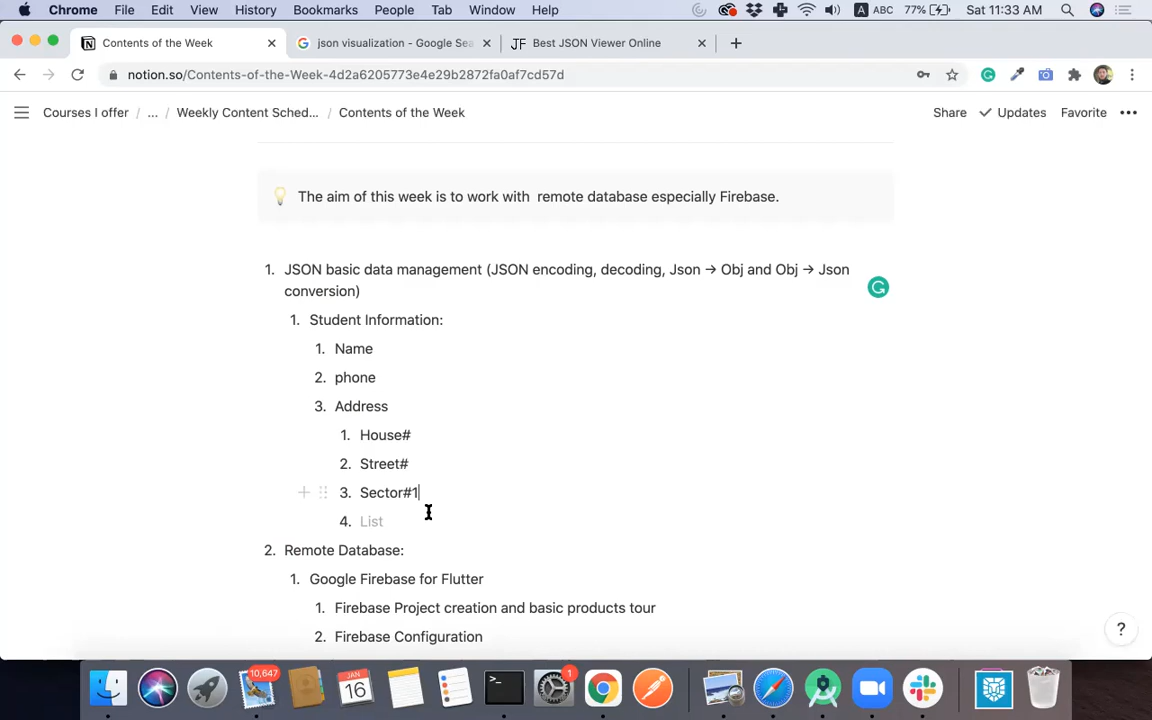 Chrome File Edit View History Bookmarks People Tab Window Help A ABC 77% Sat 11:33 AM
Contents of the Week json visualization - Google Sea JF Best JSON Viewer Online
notion.so/Contents-of-the-Week-4d2a6205773e4e29b2872fa0af7cd57d
Courses I offer / ... / Weekly Content Sched... / Contents of the Week Share Updates Favorite
The aim of this week is to work with remote database especially Firebase.
1. JSON basic data management (JSON encoding, decoding, Json → Obj and Obj → Json
conversion)
1. Student Information:
1. Name
2. phone
3. Address
1. House#
2. Street#
3. Sector#1
4. List
2. Remote Database:
1. Google Firebase for Flutter
1. Firebase Project creation and basic products tour
2. Firebase Configuration
?
10,647
JAN
16
>_
1